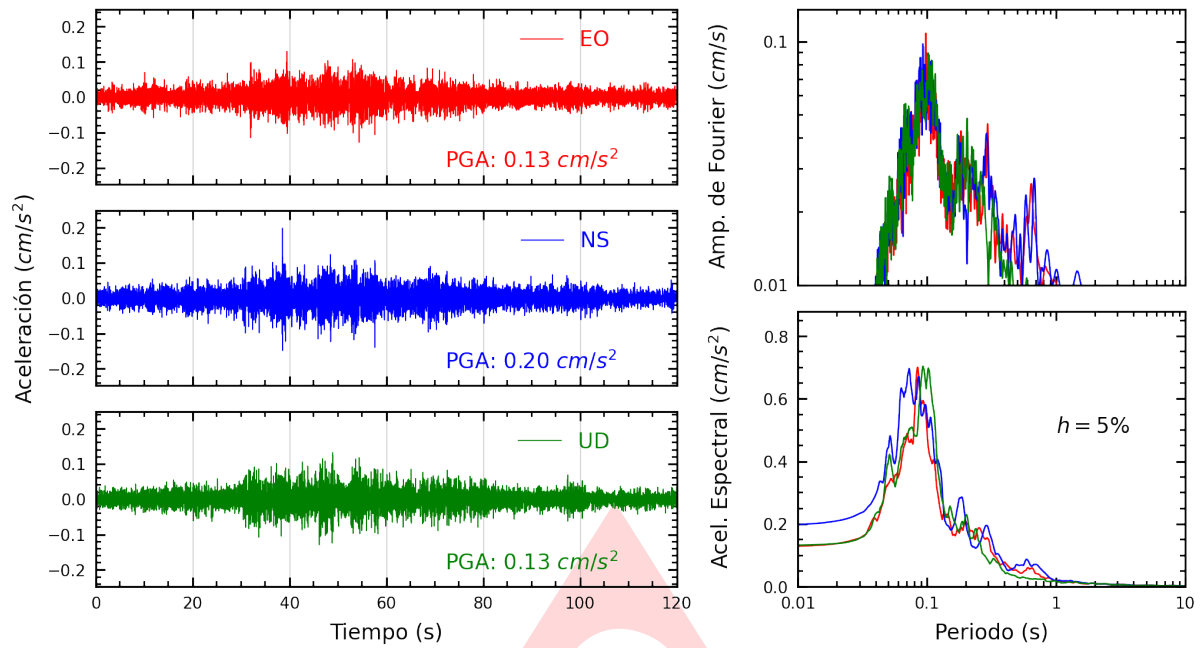 Aceleración (cm/s²)
0.2
0.1
0.0
−0.1
−0.2
EO
PGA: 0.13 cm/s²
0.2
0.1
0.0
−0.1
−0.2
NS
PGA: 0.20 cm/s²
0.2
0.1
0.0
−0.1
−0.2
UD
PGA: 0.13 cm/s²
0 20 40 60 80 100 120
Tiempo (s)
Amp. de Fourier (cm/s)
0.1
0.01
Acel. Espectral (cm/s²)
0.8
0.6
0.4
0.2
0.0
h = 5%
0.01 0.1 1 10
Periodo (s)